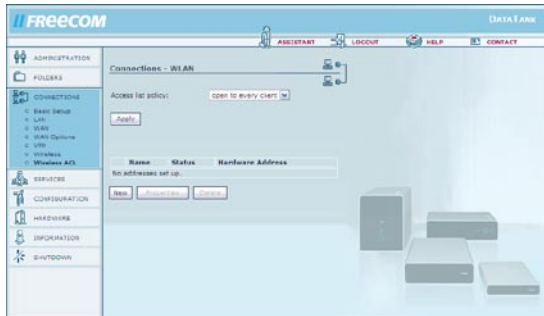 FREECOM
DATATANK
ASSISTANT
LOGOUT
HELP
CONTACT
ADMINISTRATION
FOLDERS
CONNECTIONS
Basic Setup
LAN
WAN
WAN Options
VPN
Wireless
Wireless ACL
SERVICES
CONFIGURATION
HARDWARE
INFORMATION
SHUTDOWN
Connections - WLAN
Access list policy: open to every client
Apply
Name Status Hardware Address
No addresses set up.
New Properties Delete